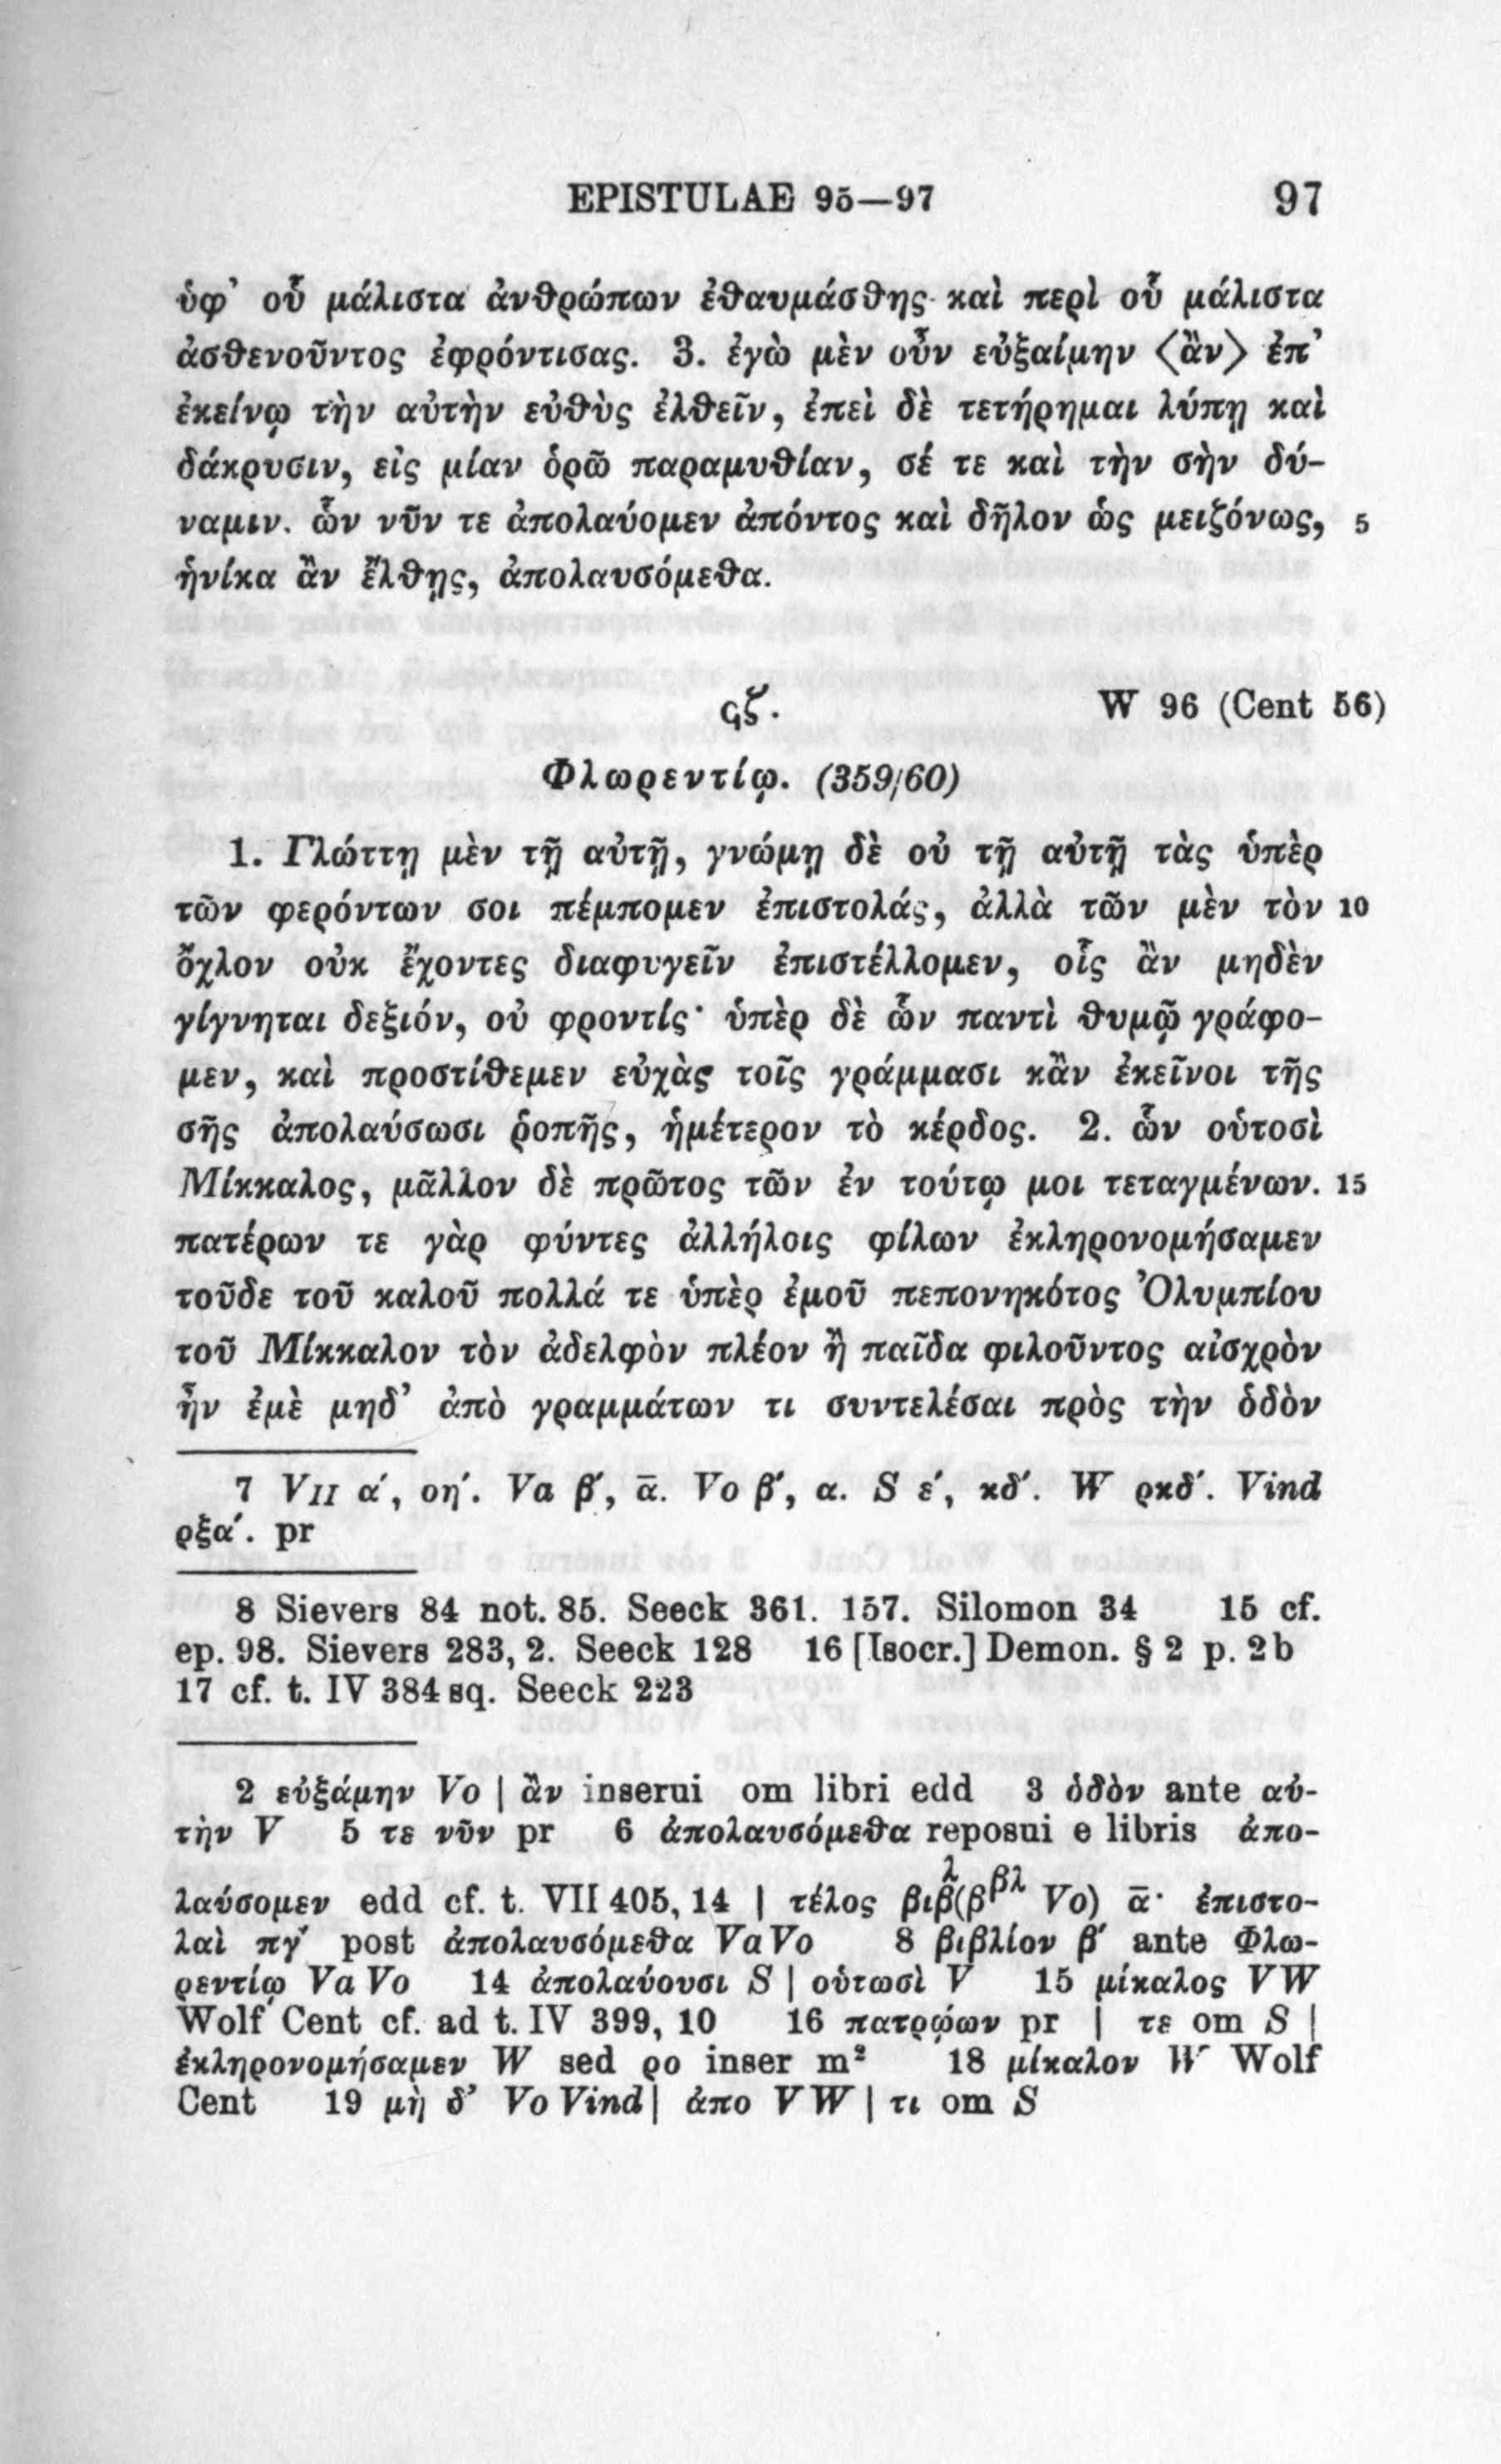 EPISTULAE 95—97 97
ὑφ’ οὗ μάλιστα ἀνθρώπων ἐθαυμάσθης καὶ περὶ οὗ μάλιστα
ἀσθενοῦντος ἐφρόντισας. 3. ἐγὼ μὲν οὖν εὐξαίμην ⟨ἂν⟩ ἐπ’
ἐκείνῳ τὴν αὐτὴν εὐθὺς ἐλθεῖν, ἐπεὶ δὲ τετήρημαι λύπῃ καὶ
δάκρυσιν, εἰς μίαν ὁρῶ παραμυθίαν, σέ τε καὶ τὴν σὴν δύ-
ναμιν. ὧν νῦν τε ἀπολαύομεν ἀπόντος καὶ δῆλον ὡς μειζόνως, 5
ἡνίκα ἂν ἔλθῃς, ἀπολαυσόμεθα.
ϟζ. W 96 (Cent 56)
Φλωρεντίῳ. (359/60)
1. Γλώττῃ μὲν τῇ αὐτῇ, γνώμῃ δὲ οὐ τῇ αὐτῇ τὰς ὑπὲρ
τῶν φερόντων σοι πέμπομεν ἐπιστολάς, ἀλλὰ τῶν μὲν τὸν 10
ὄχλον οὐκ ἔχοντες διαφυγεῖν ἐπιστέλλομεν, οἷς ἂν μηδὲν
γίγνηται δεξιόν, οὐ φροντίς· ὑπὲρ δὲ ὧν παντὶ θυμῷ γράφο-
μεν, καὶ προστίθεμεν εὐχὰς τοῖς γράμμασι κἂν ἐκεῖνοι τῆς
σῆς ἀπολαύσωσι ῥοπῆς, ἡμέτερον τὸ κέρδος. 2. ὧν οὑτοσὶ
Μίκκαλος, μᾶλλον δὲ πρῶτος τῶν ἐν τούτῳ μοι τεταγμένων. 15
πατέρων τε γὰρ φύντες ἀλλήλοις φίλων ἐκληρονομήσαμεν
τοῦδε τοῦ καλοῦ πολλά τε ὑπὲρ ἐμοῦ πεπονηκότος Ὀλυμπίου
τοῦ Μίκκαλον τὸν ἀδελφὸν πλέον ἢ παῖδα φιλοῦντος αἰσχρὸν
ἦν ἐμὲ μηδ’ ἀπὸ γραμμάτων τι συντελέσαι πρὸς τὴν ὁδὸν
7 VII α΄, οη΄. Va β΄, ᾱ. Vo β΄, α. S ε΄, κδ΄. W ρκδ΄. Vind
ρξα΄. pr
8 Sievers 84 not. 85. Seeck 361. 157. Silomon 34 15 cf.
ep. 98. Sievers 283, 2. Seeck 128 16 [Isocr.] Demon. § 2 p. 2b
17 cf. t. IV 384 sq. Seeck 223
2 εὐξάμην Vo | ἂν inserui om libri edd 3 ὁδὸν ante αὐ-
τὴν V 5 τε νῦν pr 6 ἀπολαυσόμεθα reposui e libris ἀπο-
λαύσομεν edd cf. t. VII 405, 14 | τέλος βιβλ(ββλ Vo) ᾱ· ἐπιστο-
λαὶ πγ΄ post ἀπολαυσόμεθα Va Vo 8 βιβλίον β΄ ante Φλω-
ρεντίῳ Va Vo 14 ἀπολαύουσι S | οὑτωσὶ V 15 μίκαλος VW
Wolf Cent cf. ad t. IV 399, 10 16 πατρῴων pr | τε om S |
ἐκληρονομήσαμεν W sed ρο inser m² 18 μίκαλον W Wolf
Cent 19 μὴ δ’ Vo Vind | ἀπο VW | τι om S